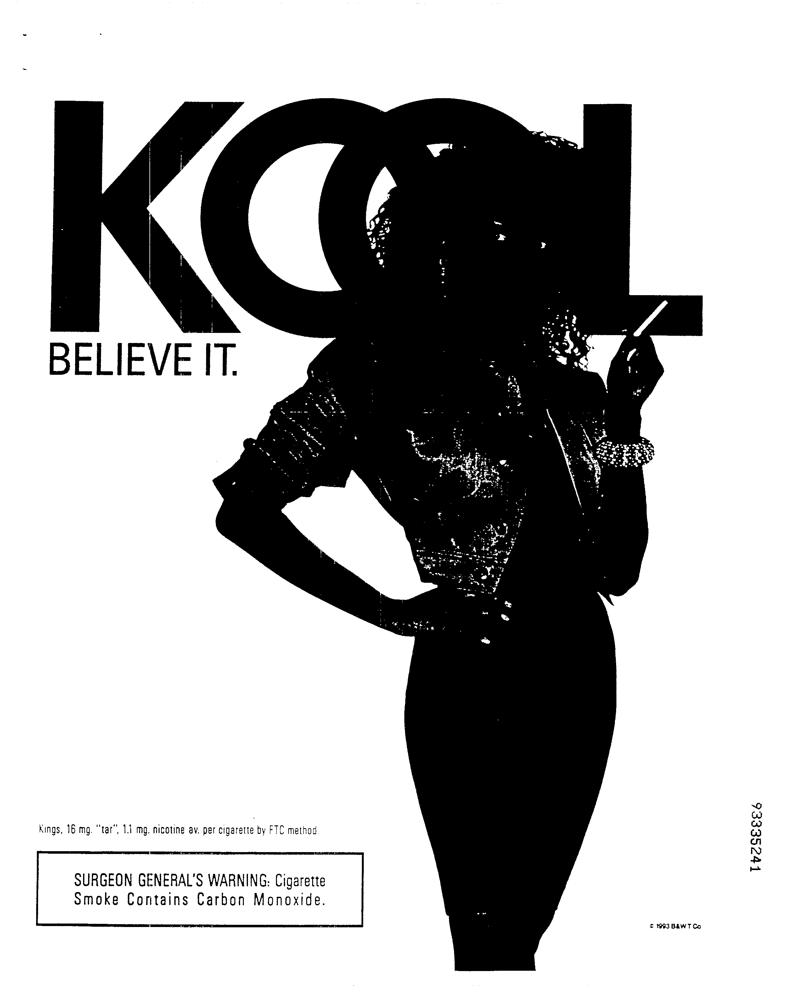 KOOL
BELIEVE IT.
Kings, 16 mg. "tar", 1.1 mg. nicotine av. per cigarette by FTC method.
SURGEON GENERAL'S WARNING: Cigarette
Smoke Contains Carbon Monoxide.
93335241
© 1993 B&W T Co